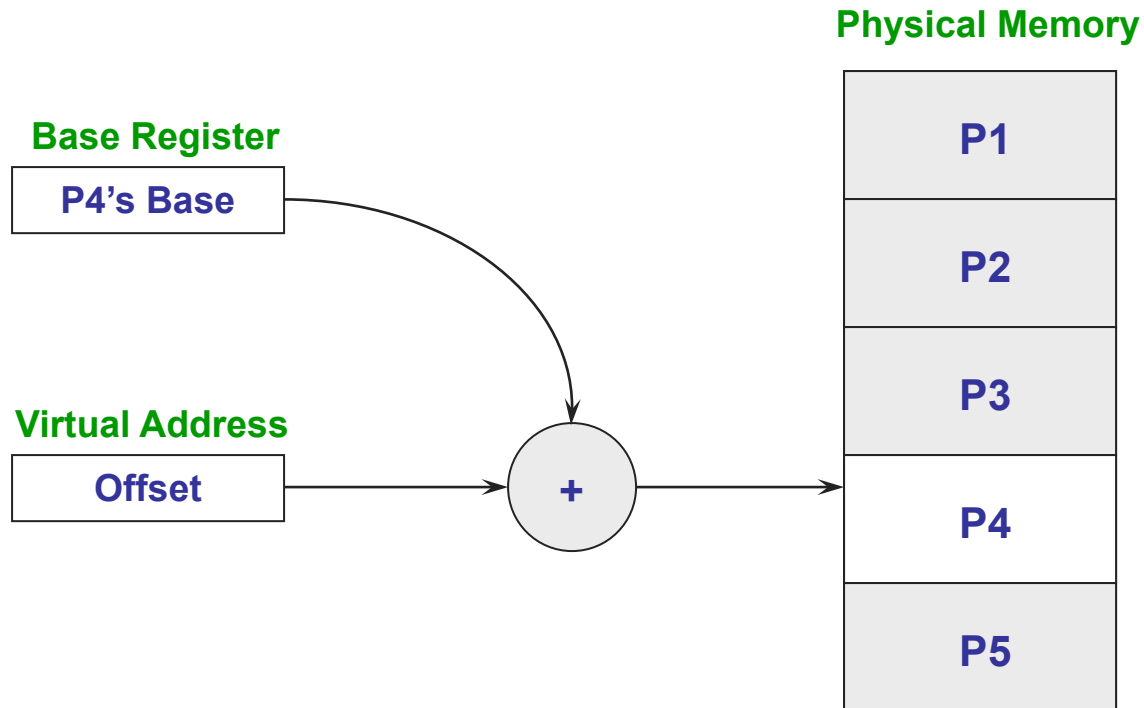 Physical Memory
Base Register
P4’s Base
Virtual Address
Offset
+
P1
P2
P3
P4
P5